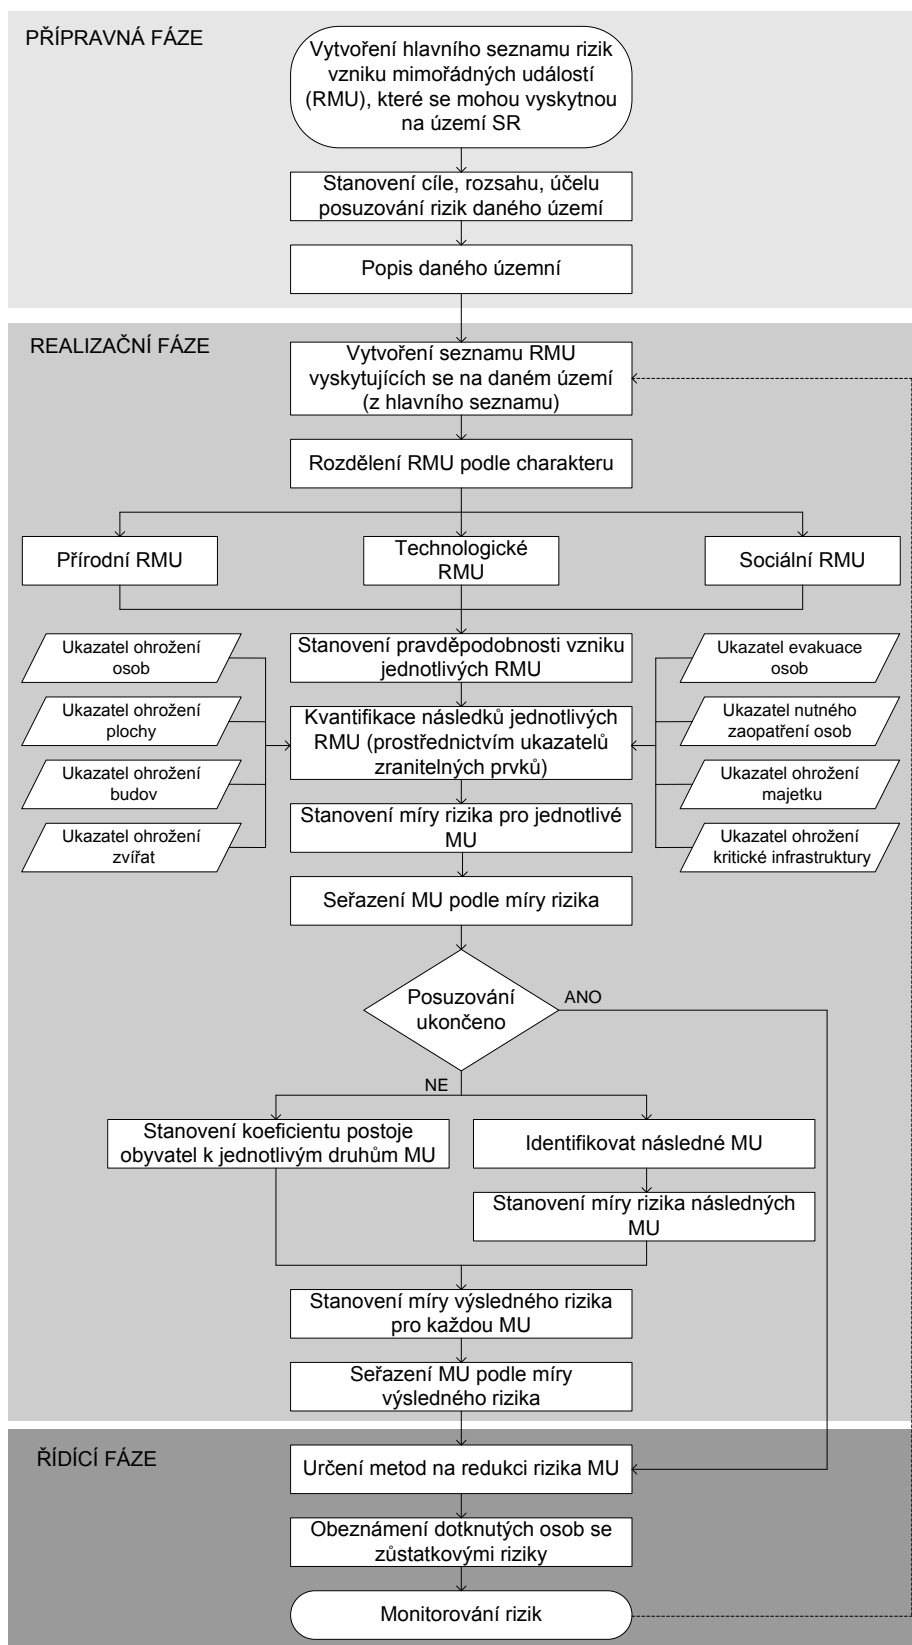 PŘÍPRAVNÁ FÁZE
Vytvoření hlavního seznamu rizik
vzniku mimořádných událostí
(RMU), které se mohou vyskytnou
na území SR
Stanovení cíle, rozsahu, účelu
posuzování rizik daného území
Popis daného územní
REALIZAČNÍ FÁZE
Vytvoření seznamu RMU
vyskytujících se na daném území
(z hlavního seznamu)
Rozdělení RMU podle charakteru
Přírodní RMU
Technologické
RMU
Sociální RMU
Ukazatel ohrožení
osob
Ukazatel ohrožení
plochy
Ukazatel ohrožení
budov
Ukazatel ohrožení
zvířat
Stanovení pravděpodobnosti vzniku
jednotlivých RMU
Kvantifikace následků jednotlivých
RMU (prostřednictvím ukazatelů
zranitelných prvků)
Stanovení míry rizika pro jednotlivé
MU
Ukazatel evakuace
osob
Ukazatel nutného
zaopatření osob
Ukazatel ohrožení
majetku
Ukazatel ohrožení
kritické infrastruktury
Seřazení MU podle míry rizika
Posuzování
ukončeno
ANO
NE
Stanovení koeficientu postoje
obyvatel k jednotlivým druhům MU
Identifikovat následné MU
Stanovení míry rizika následných
MU
Stanovení míry výsledného rizika
pro každou MU
Seřazení MU podle míry
výsledného rizika
ŘÍDÍCÍ FÁZE
Určení metod na redukci rizika MU
Obeznámení dotknutých osob se
zůstatkovými riziky
Monitorování rizik